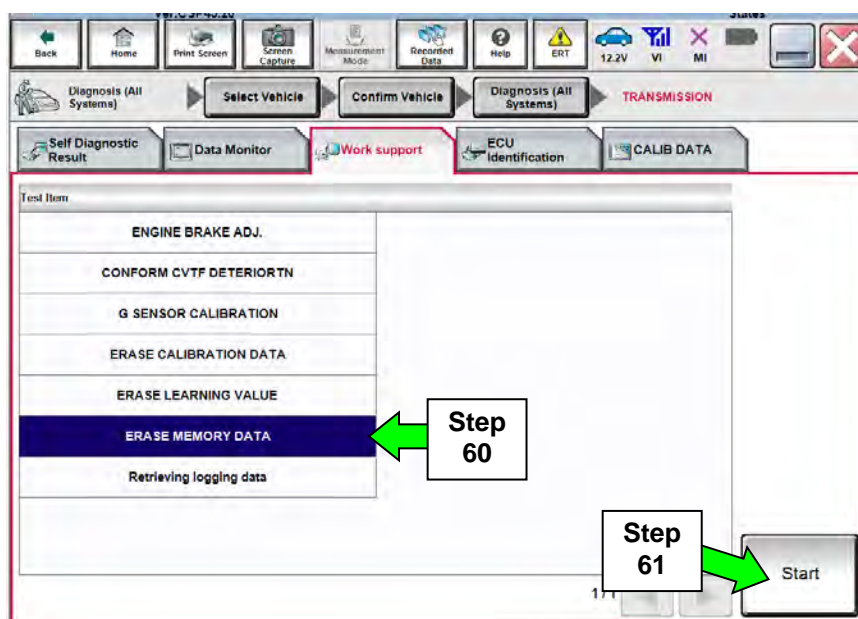 Back
Home
Print Screen
Screen
Capture
Measurement
Mode
Recorded
Data
Help
ERT
12.2V
VI
MI
Diagnosis (All
Systems)
Select Vehicle
Confirm Vehicle
Diagnosis (All
Systems)
TRANSMISSION
Self Diagnostic
Result
Data Monitor
Work support
ECU
Identification
CALIB DATA
Test Item
ENGINE BRAKE ADJ.
CONFORM CVTF DETERIORTN
G SENSOR CALIBRATION
ERASE CALIBRATION DATA
ERASE LEARNING VALUE
ERASE MEMORY DATA
Step
60
Retrieving logging data
Step
61
Start